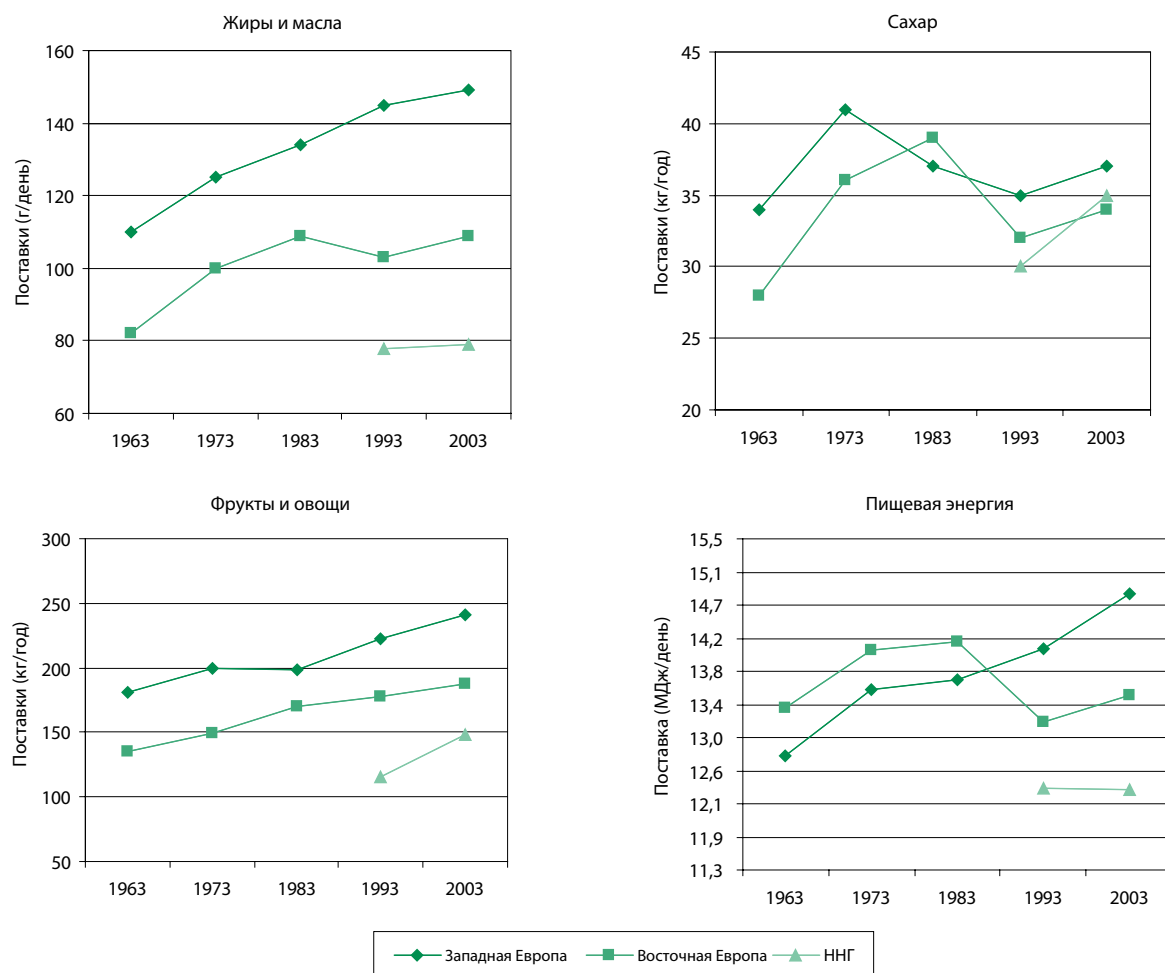 Жиры и масла
Поставки (г/день)
160
140
120
100
80
60
1963 1973 1983 1993 2003
Сахар
Поставки (кг/год)
45
40
35
30
25
20
1963 1973 1983 1993 2003
Фрукты и овощи
Поставки (кг/год)
300
250
200
150
100
50
1963 1973 1983 1993 2003
Пищевая энергия
Поставка (МДж/день)
15,5
15,1
14,7
14,2
13,8
13,4
13,0
12,6
12,1
11,9
11,3
1963 1973 1983 1993 2003
Западная Европа Восточная Европа ННГ